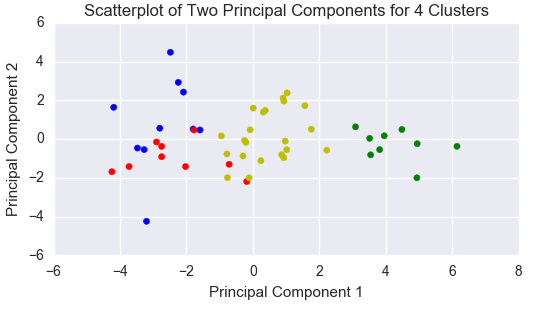 Scatterplot of Two Principal Components for 4 Clusters
6
4
2
0
−2
−4
−6
Principal Component 2
−6 −4 −2 0 2 4 6 8
Principal Component 1